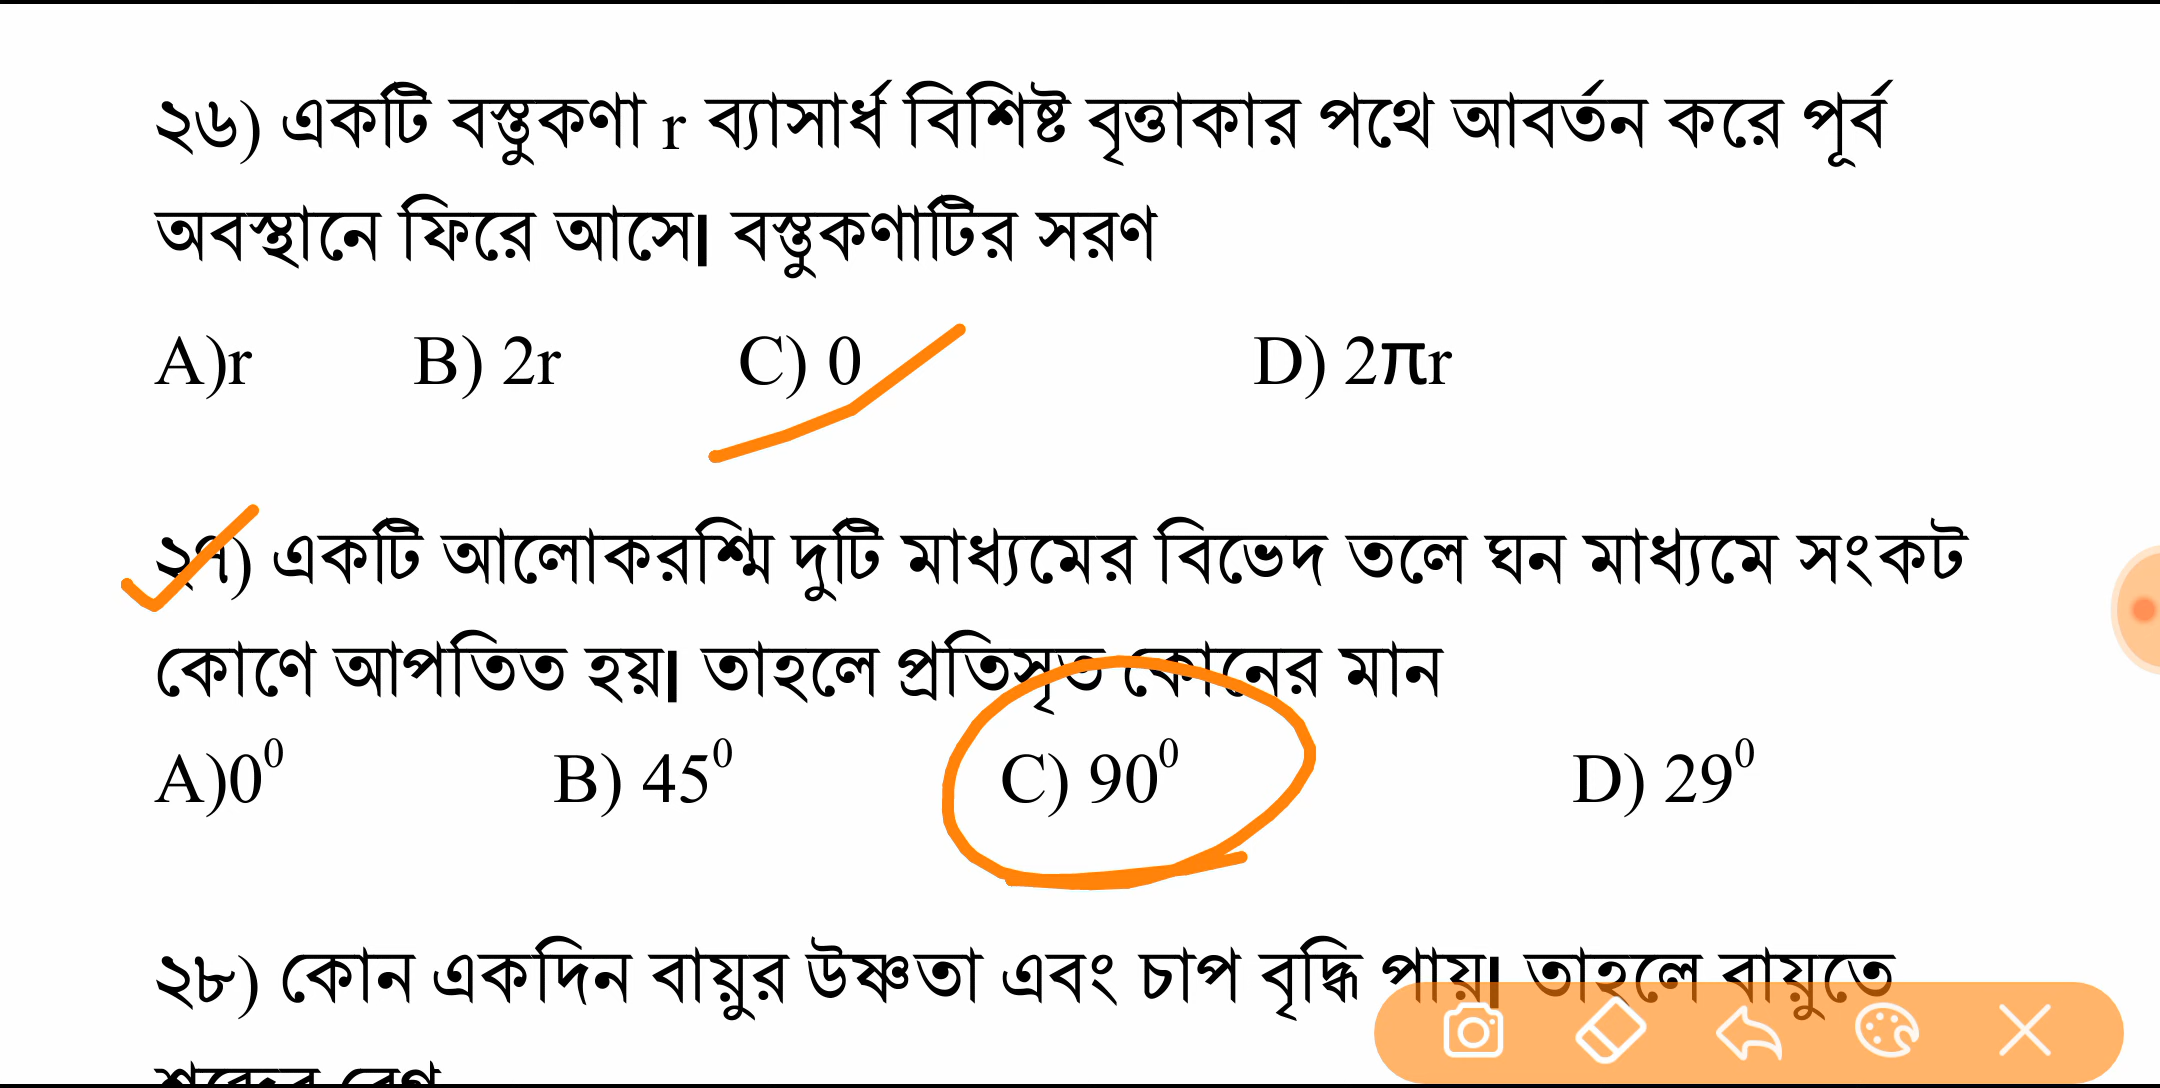 ২৬) একটি বস্তুকণা r ব্যাসার্ধ বিশিষ্ট বৃত্তাকার পথে আবর্তন করে পূর্ব
অবস্থানে ফিরে আসে। বস্তুকণাটির সরণ
A)r B) 2r C) 0 D) 2πr
২৭) একটি আলোকরশ্মি দুটি মাধ্যমের বিভেদ তলে ঘন মাধ্যমে সংকট
কোণে আপতিত হয়। তাহলে প্রতিসৃত কোনের মান
A)0⁰ B) 45⁰ C) 90⁰ D) 29⁰
২৮) কোন একদিন বায়ুর উষ্ণতা এবং চাপ বৃদ্ধি পায়। তাহলে বায়ুতে